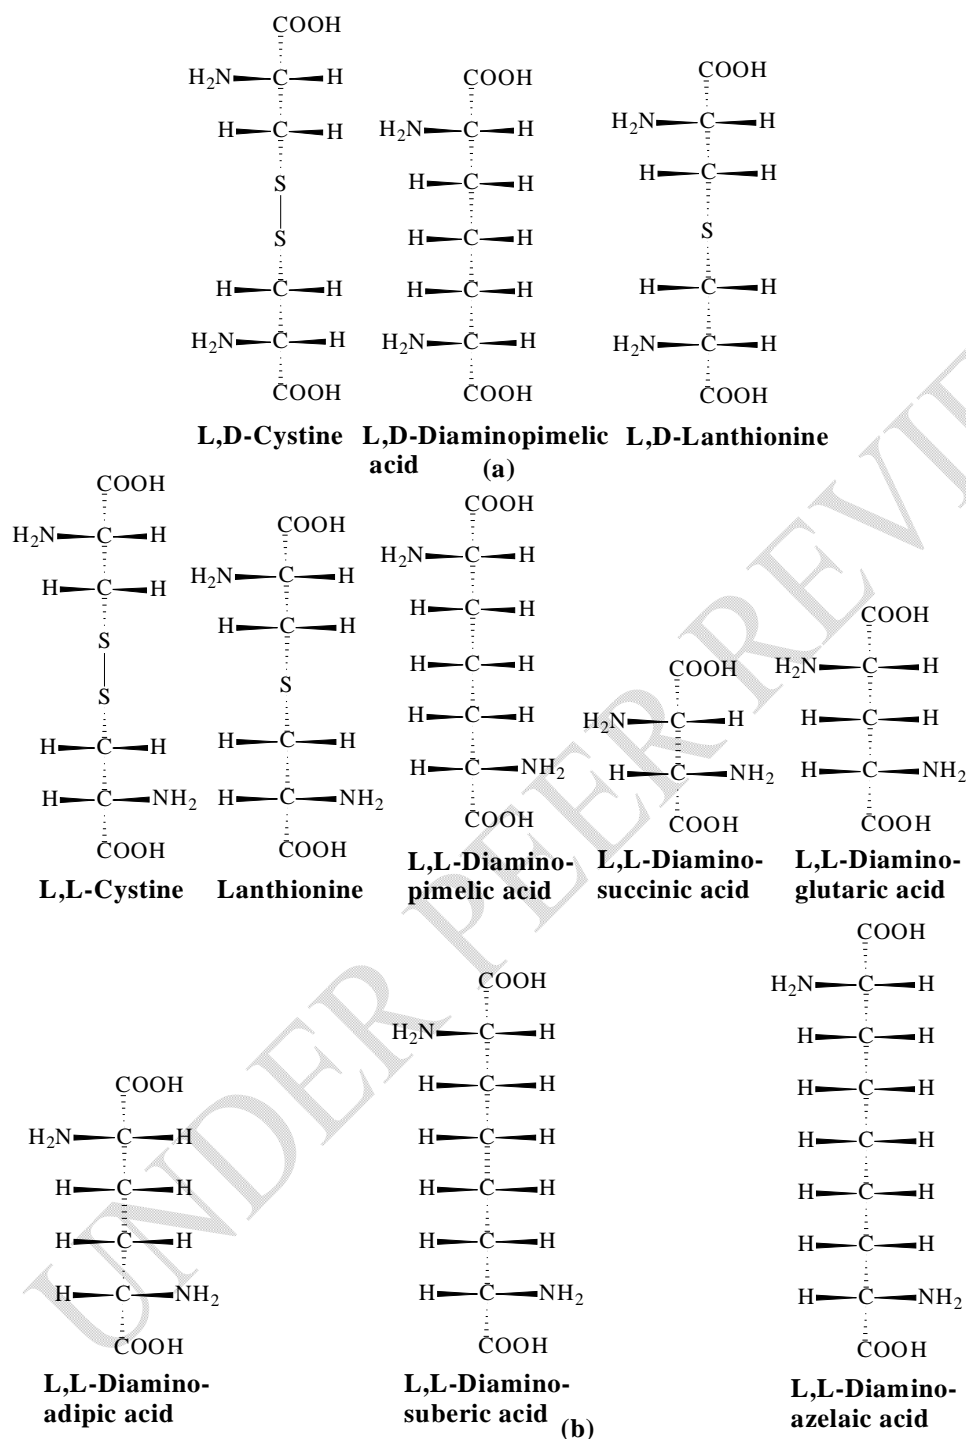 COOH
H₂N C H
H C H
S
S
H C H
H₂N C H
COOH
L,D-Cystine
COOH
H₂N C H
H C H
H C H
H C H
H₂N C H
COOH
L,D-Diaminopimelic
acid
COOH
H₂N C H
H C H
S
H C H
H₂N C H
COOH
L,D-Lanthionine
(a)
COOH
H₂N C H
H C H
S
S
H C H
H C NH₂
COOH
L,L-Cystine
COOH
H₂N C H
H C H
S
H C H
H C NH₂
COOH
Lanthionine
COOH
H₂N C H
H C H
H C H
H C H
H C NH₂
COOH
L,L-Diamino-
pimelic acid
COOH
H₂N C H
H C NH₂
COOH
L,L-Diamino-
succinic acid
COOH
H₂N C H
H C H
H C NH₂
COOH
L,L-Diamino-
glutaric acid
COOH
H₂N C H
H C H
H C H
H C NH₂
COOH
L,L-Diamino-
adipic acid
COOH
H₂N C H
H C H
H C H
H C H
H C H
H C NH₂
COOH
L,L-Diamino-
suberic acid
COOH
H₂N C H
H C H
H C H
H C H
H C H
H C H
H C NH₂
COOH
L,L-Diamino-
azelaic acid
(b)
UNDER PEER REVIE